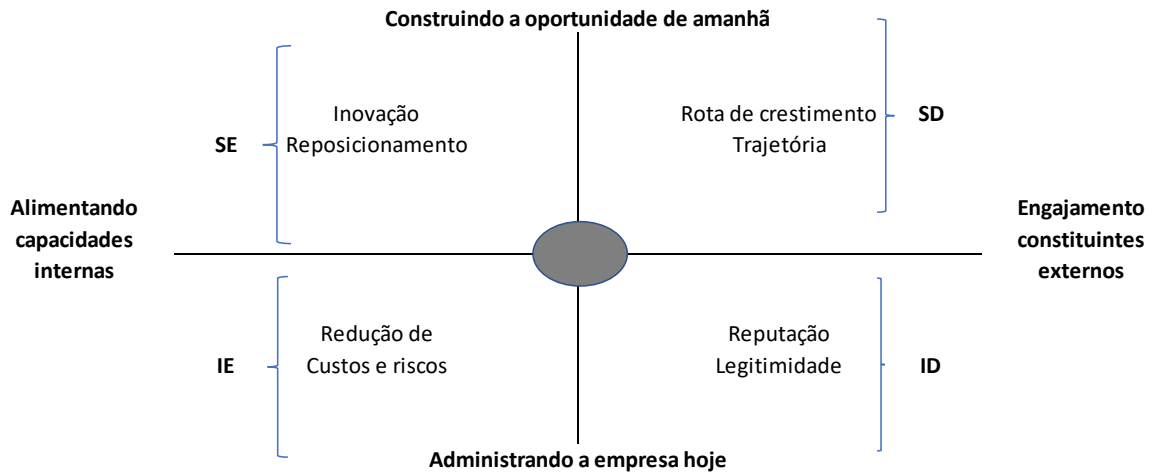 Construindo a oportunidade de amanhã
Inovação
Reposicionamento
SE
Rota de crestimento
Trajetória
SD
Alimentando
capacidades
internas
Engajamento
constituintes
externos
Redução de
Custos e riscos
IE
Reputação
Legitimidade
ID
Administrando a empresa hoje